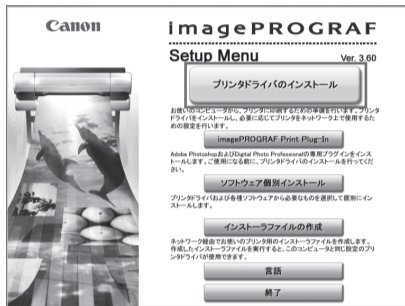 Canon
imagePROGRAF
Setup Menu
Ver. 3.60
プリンタドライバのインストール
お使いのコンピュータから、プリンタに印刷するための準備を行います。プリンタ
ドライバをインストールし、必要に応じてプリンタをネットワーク上で使用するた
めの設定を行います。
imagePROGRAF Print Plug-In
Adobe PhotoshopおよびDigital Photo Professionalの専用プラグインをインス
トールします。ご使用になる前に、プリンタドライバのインストールを行ってくだ
さい。
ソフトウェア個別インストール
プリンタドライバおよび各種ソフトウェアから必要なものを選択して個別にイン
ストールします。
インストーラファイルの作成
ネットワーク経由でお使いのプリンタ用のインストーラファイルを作成します。
作成したインストーラファイルを実行すると、このコンピュータと同じ設定のプリ
ンタドライバが使用できます。
言語
終了